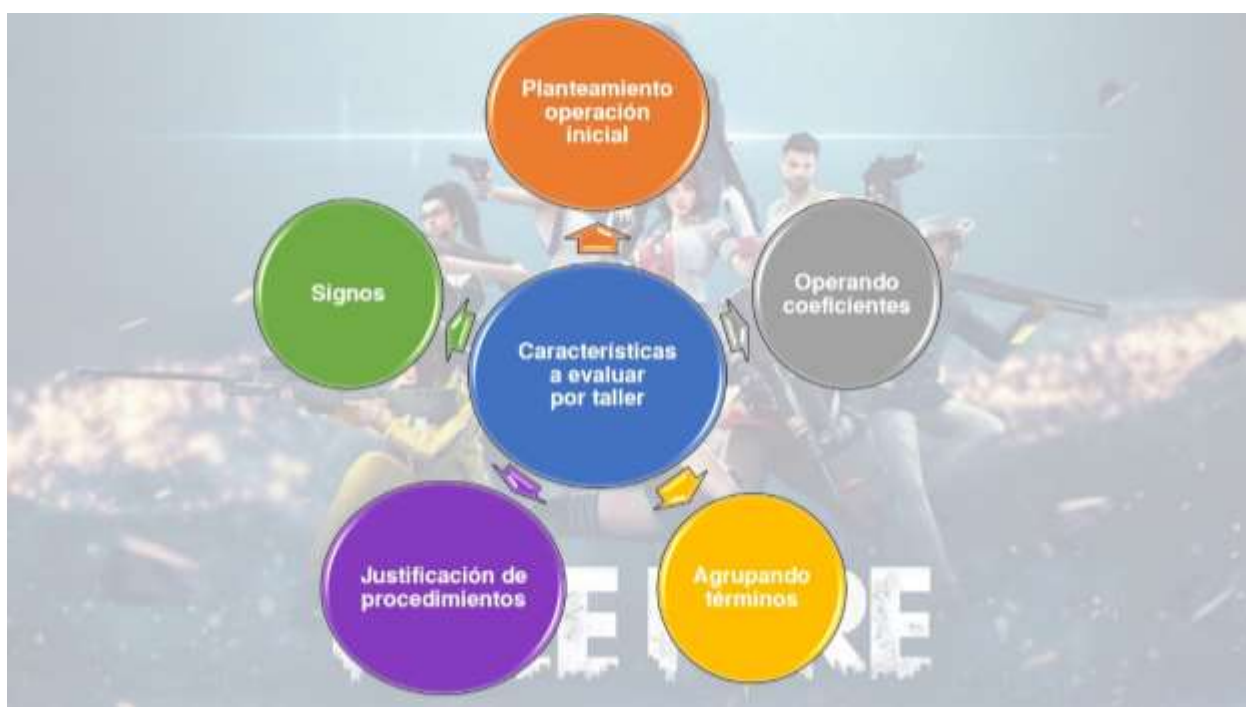 Planteamiento
operación
inicial
Signos
Operando
coeficientes
Características
a evaluar
por taller
Justificación de
procedimientos
Agrupando
términos